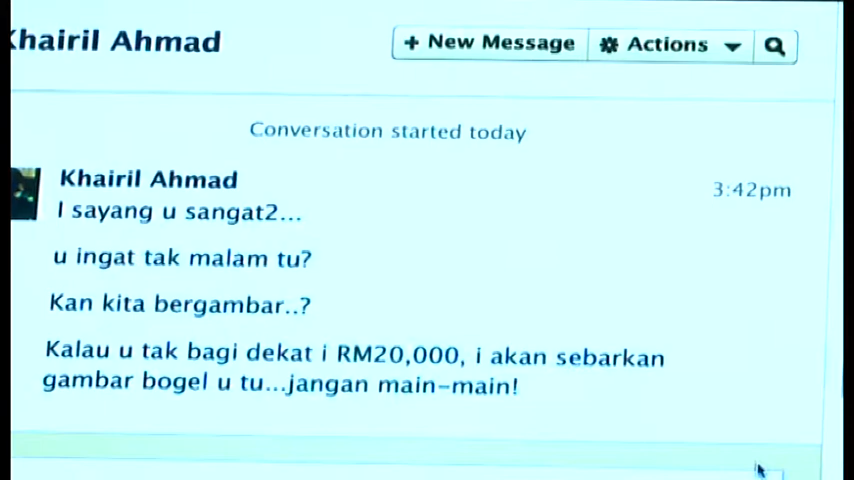 Khairil Ahmad
+ New Message
Actions
Conversation started today
Khairil Ahmad
3:42pm
I sayang u sangat2...
u ingat tak malam tu?
Kan kita bergambar..?
Kalau u tak bagi dekat i RM20,000, i akan sebarkan
gambar bogel u tu...jangan main-main!